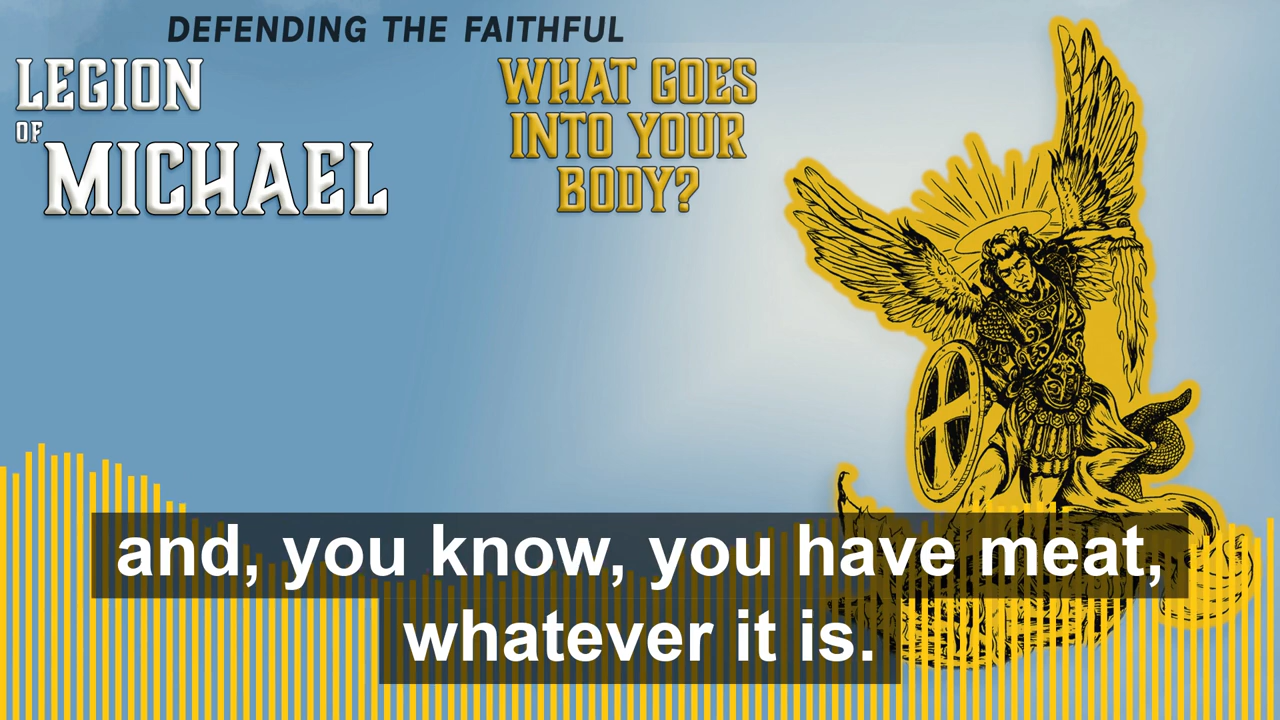 DEFENDING THE FAITHFUL
LEGION
OF
MICHAEL
WHAT GOES
INTO YOUR
BODY?
and, you know, you have meat,
whatever it is.